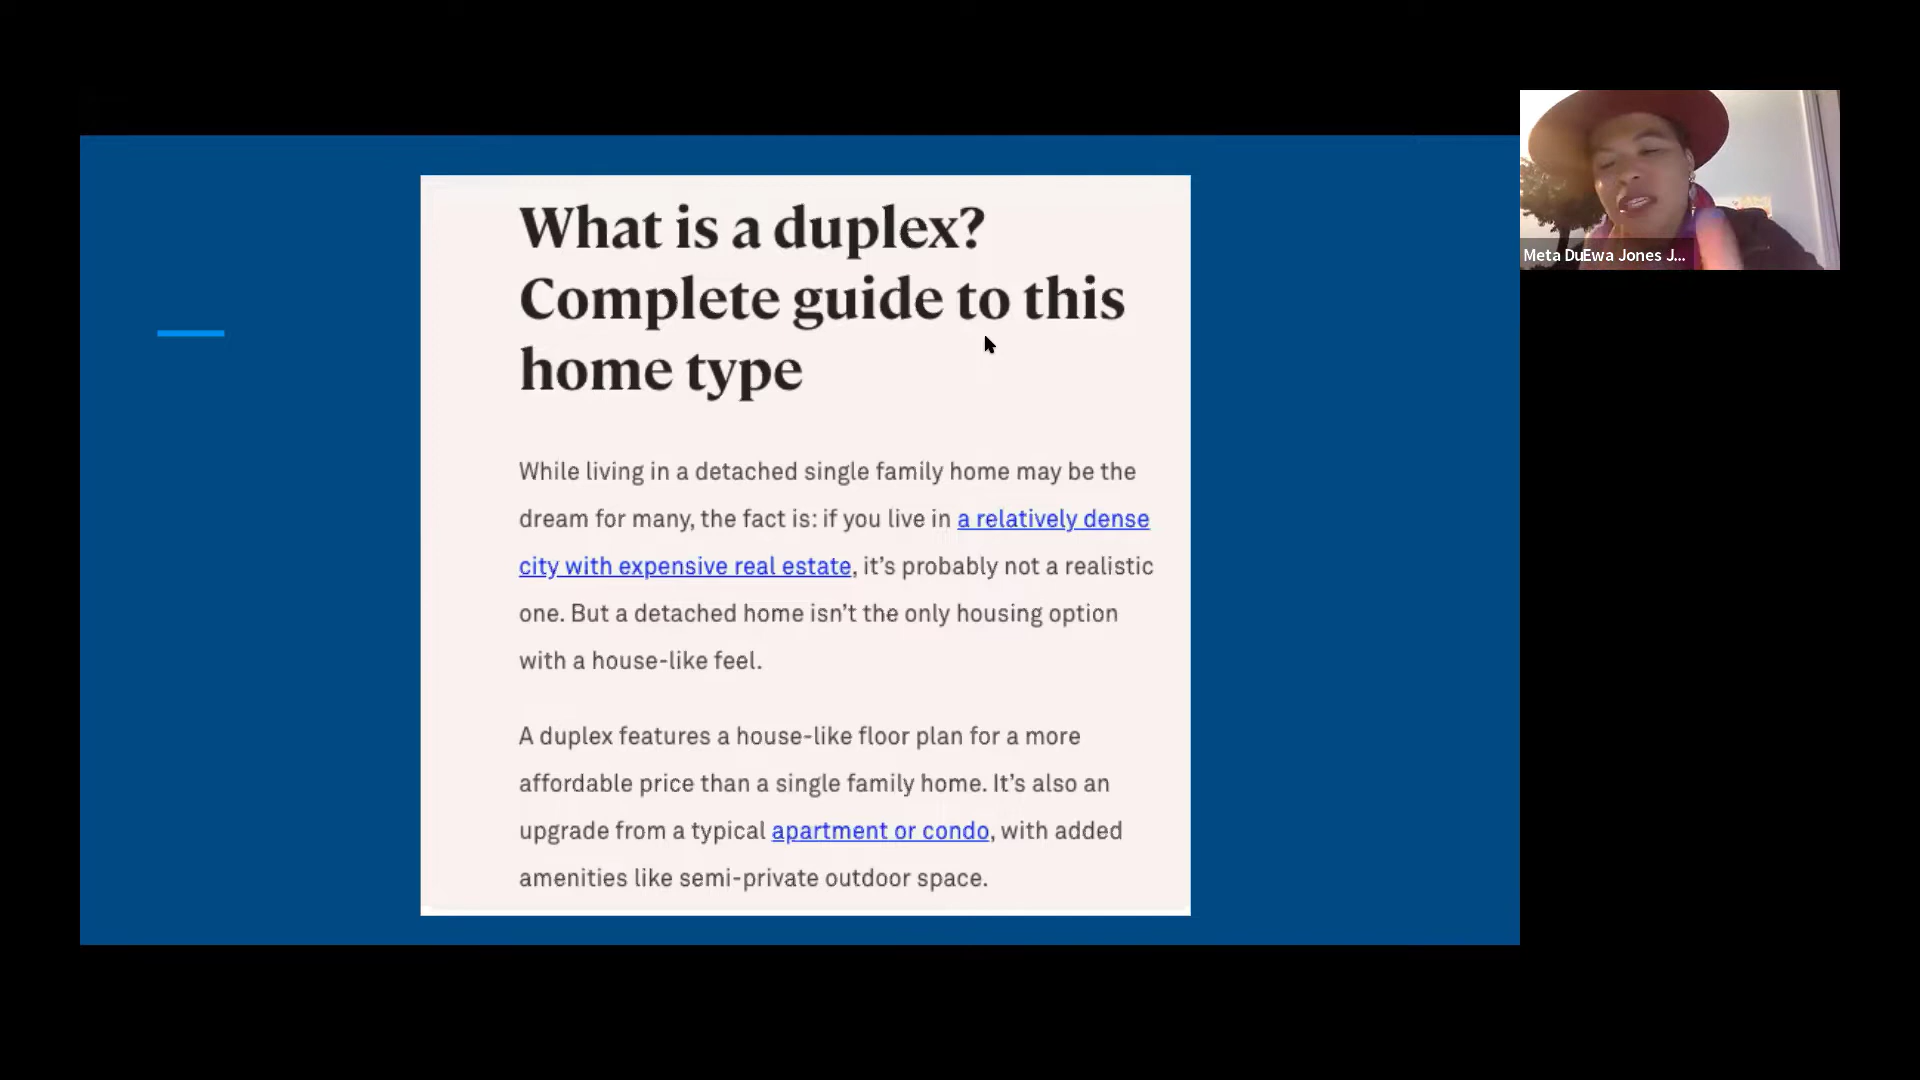 What is a duplex?
Complete guide to this
home type
While living in a detached single family home may be the
dream for many, the fact is: if you live in a relatively dense
city with expensive real estate, it’s probably not a realistic
one. But a detached home isn’t the only housing option
with a house-like feel.
A duplex features a house-like floor plan for a more
affordable price than a single family home. It’s also an
upgrade from a typical apartment or condo, with added
amenities like semi-private outdoor space.
Meta DuEwa Jones J...